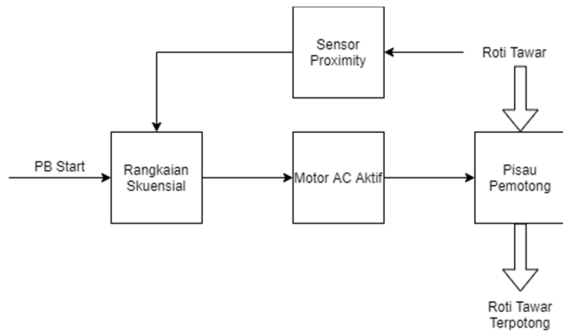 Sensor
Proximity
Roti Tawar
PB Start
Rangkaian
Skuensial
Motor AC Aktif
Pisau
Pemotong
Roti Tawar
Terpotong